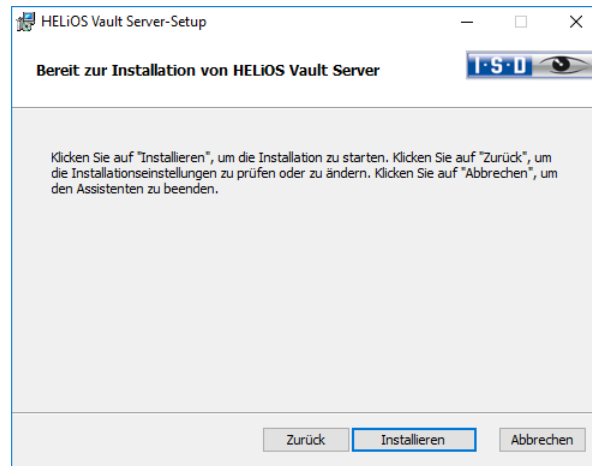 HELiOS Vault Server-Setup
Bereit zur Installation von HELiOS Vault Server
I·S·D
Klicken Sie auf "Installieren", um die Installation zu starten. Klicken Sie auf "Zurück", um
die Installationseinstellungen zu prüfen oder zu ändern. Klicken Sie auf "Abbrechen", um
den Assistenten zu beenden.
Zurück
Installieren
Abbrechen